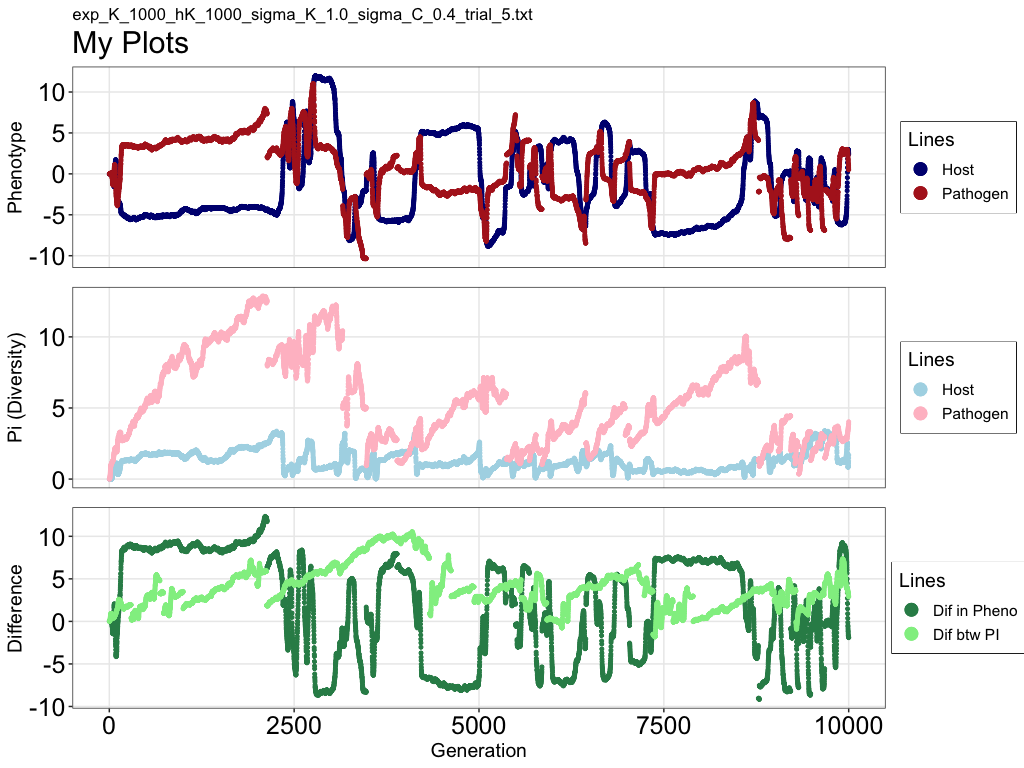 exp_K_1000_hK_1000_sigma_K_1.0_sigma_C_0.4_trial_5.txt
My Plots
Phenotype
10
5
0
-5
-10
Lines
Host
Pathogen
Pi (Diversity)
10
5
0
Lines
Host
Pathogen
Difference
10
5
0
-5
-10
Lines
Dif in Pheno
Dif btw PI
0 2500 5000 7500 10000
Generation